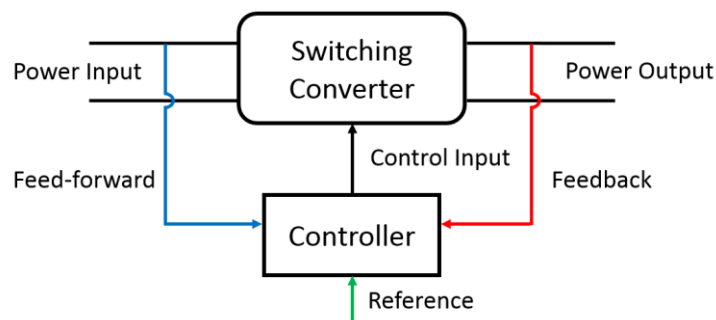 Switching
Converter
Power Input
Power Output
Control Input
Feed-forward
Feedback
Controller
Reference